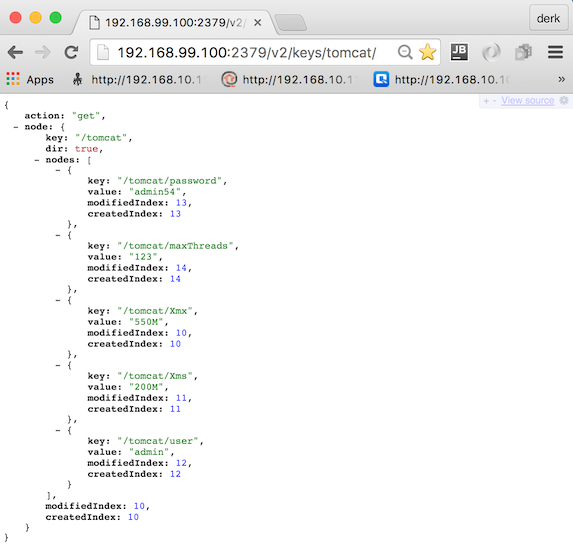 192.168.99.100:2379/v2/
derk
192.168.99.100:2379/v2/keys/tomcat/
Apps http://192.168.10.1 http://192.168.10.1 http://192.168.10 »
+ - View source
{
action: "get",
- node: {
key: "/tomcat",
dir: true,
- nodes: [
- {
key: "/tomcat/password",
value: "admin54",
modifiedIndex: 13,
createdIndex: 13
},
- {
key: "/tomcat/maxThreads",
value: "123",
modifiedIndex: 14,
createdIndex: 14
},
- {
key: "/tomcat/Xmx",
value: "550M",
modifiedIndex: 10,
createdIndex: 10
},
- {
key: "/tomcat/Xms",
value: "200M",
modifiedIndex: 11,
createdIndex: 11
},
- {
key: "/tomcat/user",
value: "admin",
modifiedIndex: 12,
createdIndex: 12
}
],
modifiedIndex: 10,
createdIndex: 10
}
}